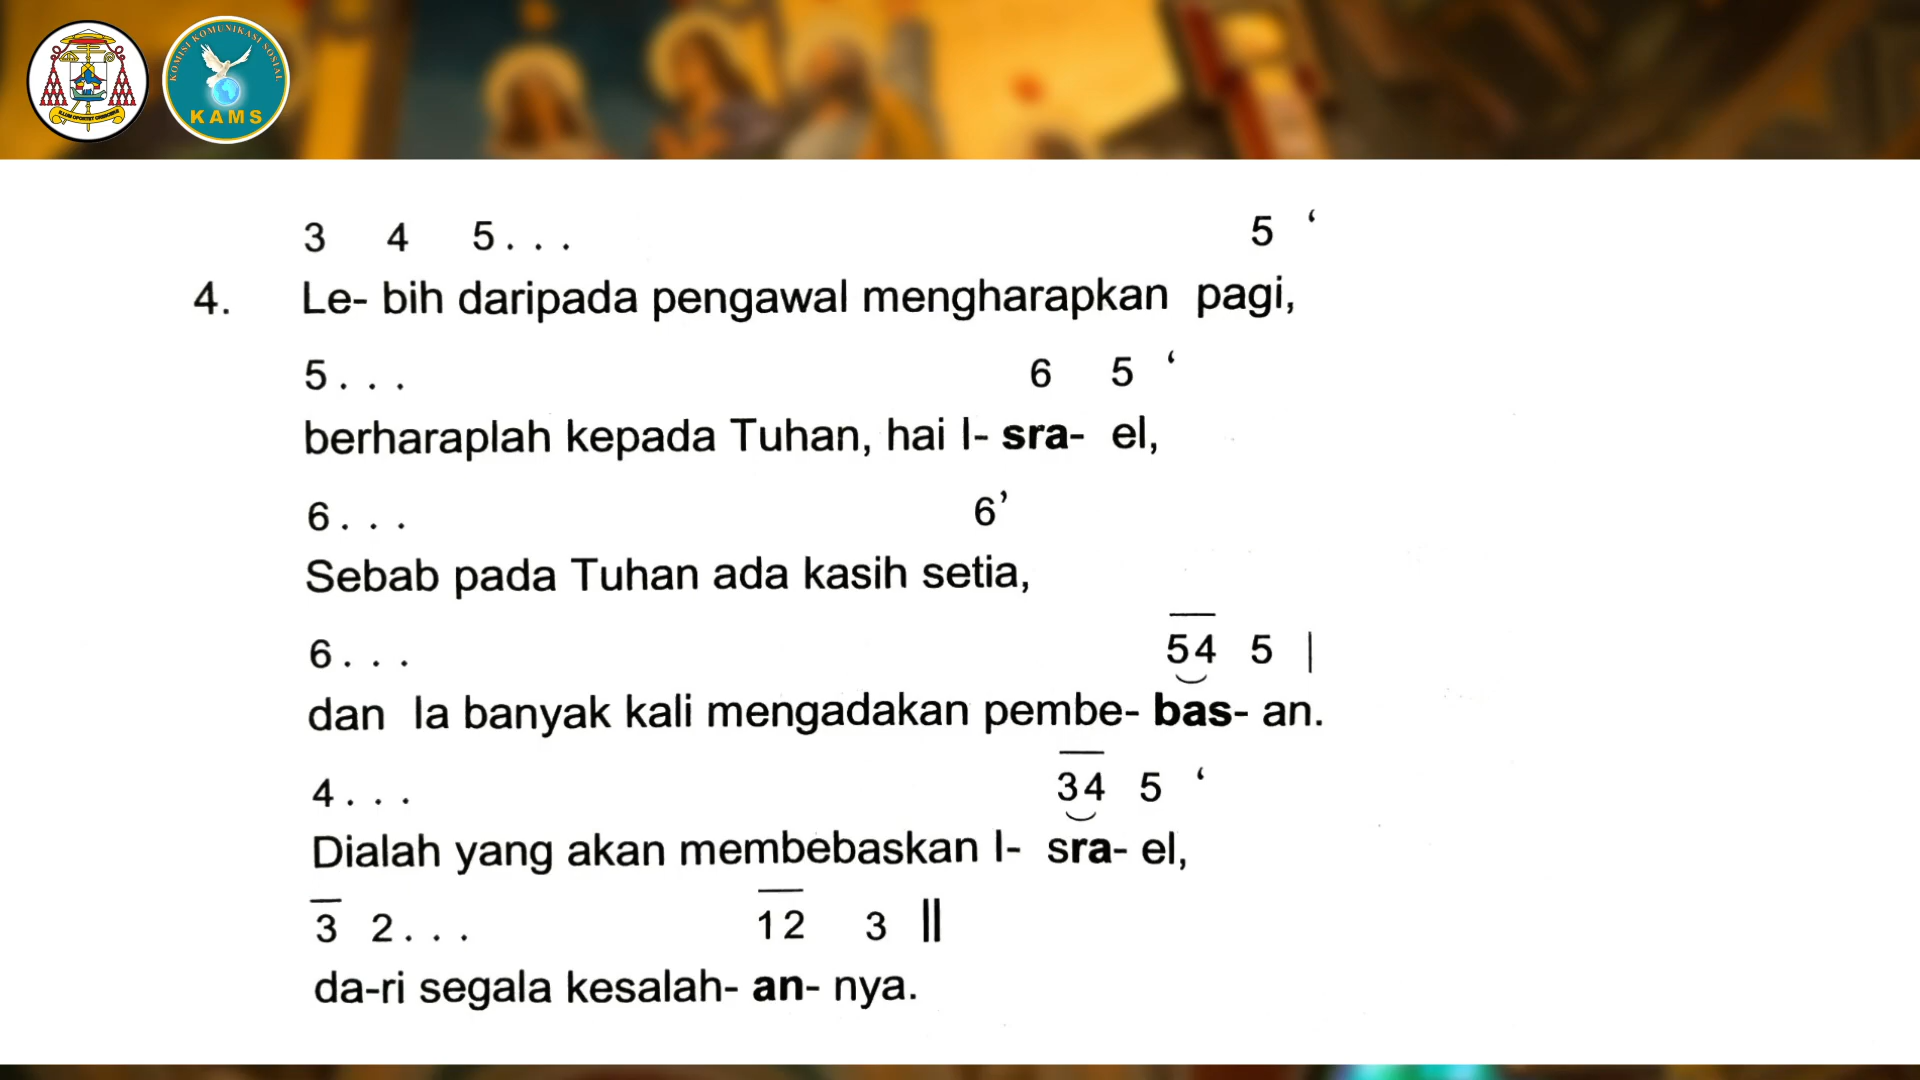 KOMISI KOMUNIKASI SOSIAL
KAMS
3 4 5 . . . 5 ‘
4. Le- bih daripada pengawal mengharapkan pagi,
5 . . . 6 5 ‘
berharaplah kepada Tuhan, hai I- sra- el,
6 . . . 6’
Sebab pada Tuhan ada kasih setia,
6 . . . 54 5 |
dan Ia banyak kali mengadakan pembe- bas- an.
4 . . . 34 5 ‘
Dialah yang akan membebaskan I- sra- el,
3 2 . . . 12 3 ||
da-ri segala kesalah- an- nya.